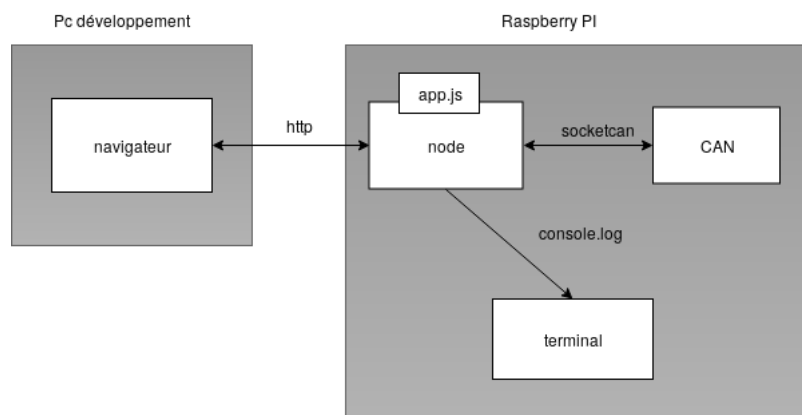 Pc développement
Raspberry PI
app.js
http
socketcan
navigateur
node
CAN
console.log
terminal